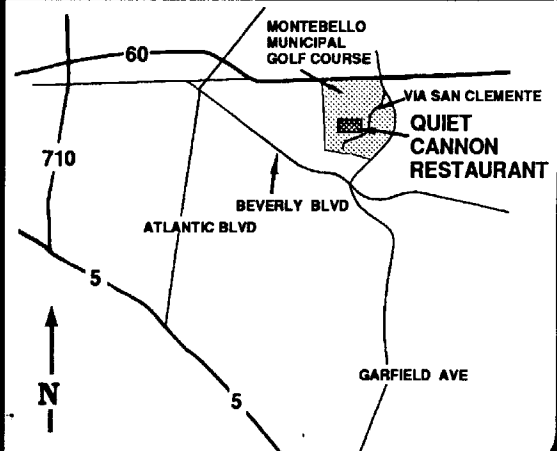 MONTEBELLO
MUNICIPAL
GOLF COURSE
60
VIA SAN CLEMENTE
QUIET
CANNON
RESTAURANT
710
BEVERLY BLVD
ATLANTIC BLVD
5
GARFIELD AVE
N
5